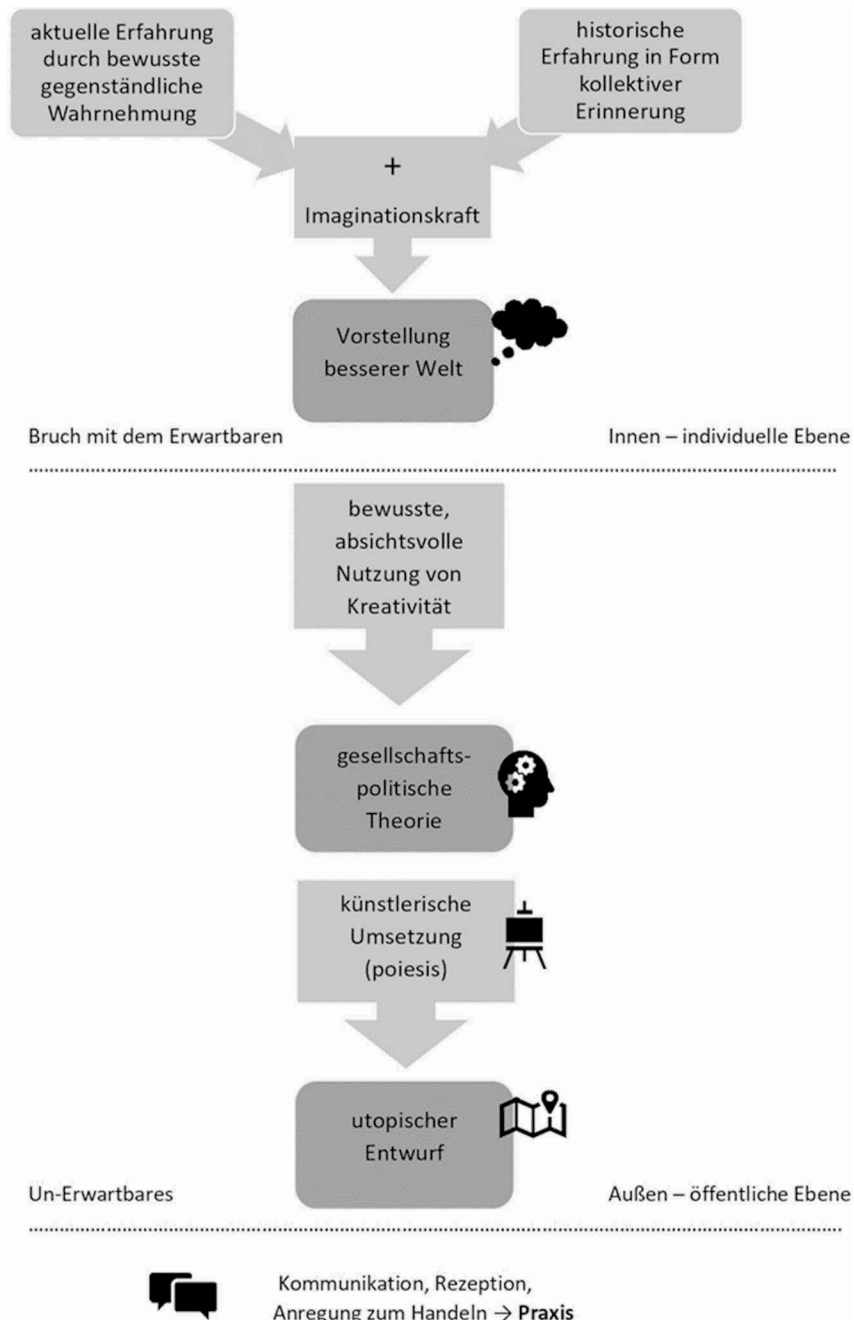 aktuelle Erfahrung
durch bewusste
gegenständliche
Wahrnehmung
historische
Erfahrung in Form
kollektiver
Erinnerung
+
Imaginationskraft
Vorstellung
besserer Welt
Bruch mit dem Erwartbaren
Innen – individuelle Ebene
bewusste,
absichtsvolle
Nutzung von
Kreativität
gesellschafts-
politische
Theorie
künstlerische
Umsetzung
(poiesis)
utopischer
Entwurf
Un-Erwartbares
Außen – öffentliche Ebene
Kommunikation, Rezeption,
Anregung zum Handeln → Praxis